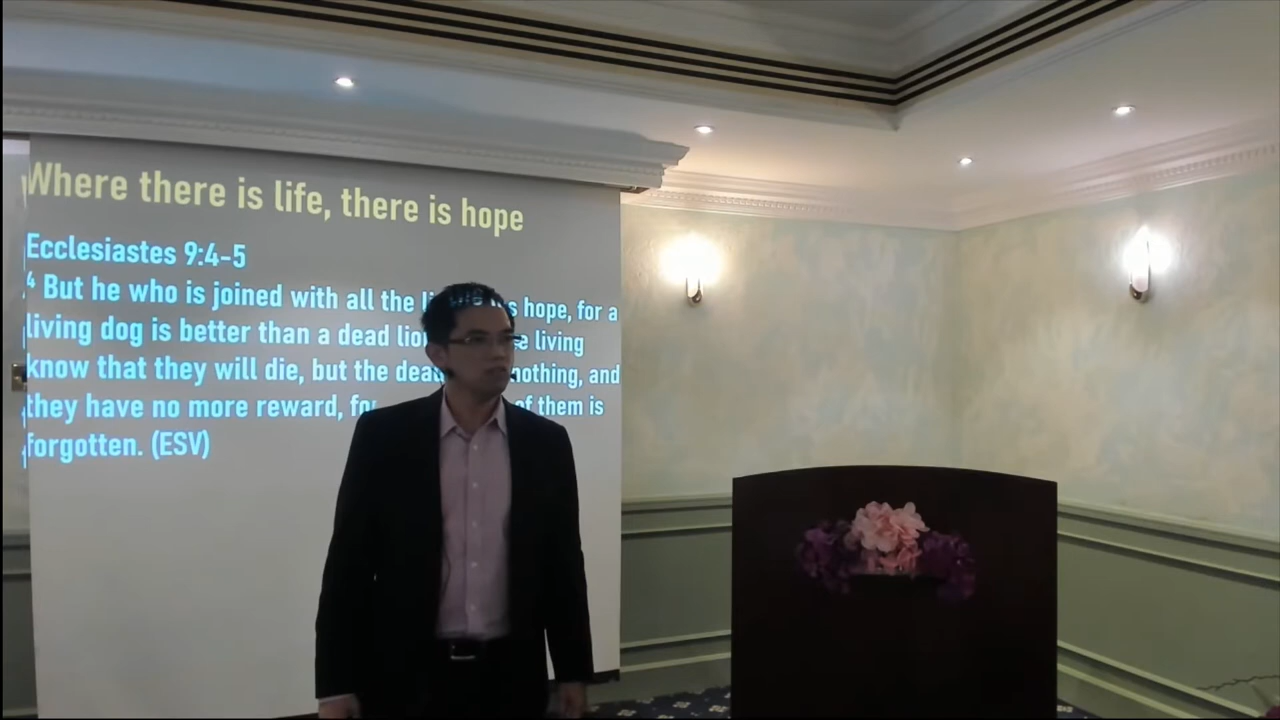 Where there is life, there is hope
Ecclesiastes 9:4-5
4 But he who is joined with all the hope, for a
living dog is better than a dead living
know that they will die, but the nothing, and
they have no more reward, of them is
forgotten. (ESV)